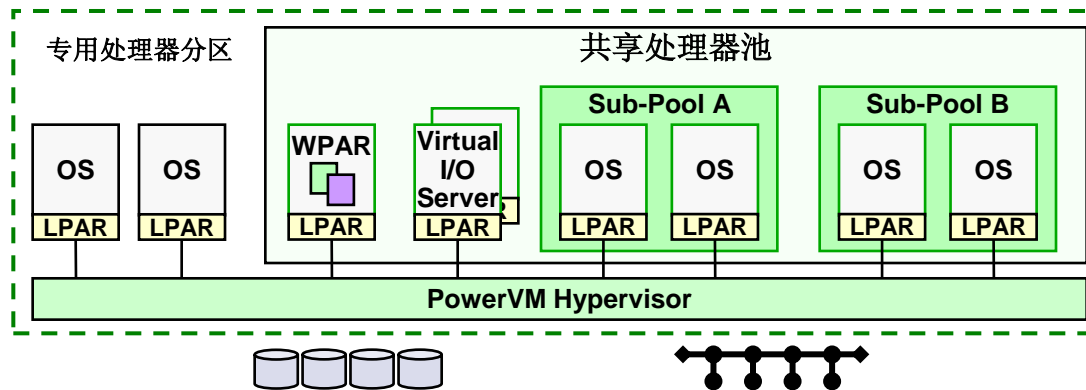 专用处理器分区
共享处理器池
Sub-Pool A
Sub-Pool B
OS
OS
WPAR
Virtual
I/O
Server
OS
OS
OS
OS
LPAR
LPAR
LPAR
LPAR
R
LPAR
LPAR
LPAR
LPAR
PowerVM Hypervisor